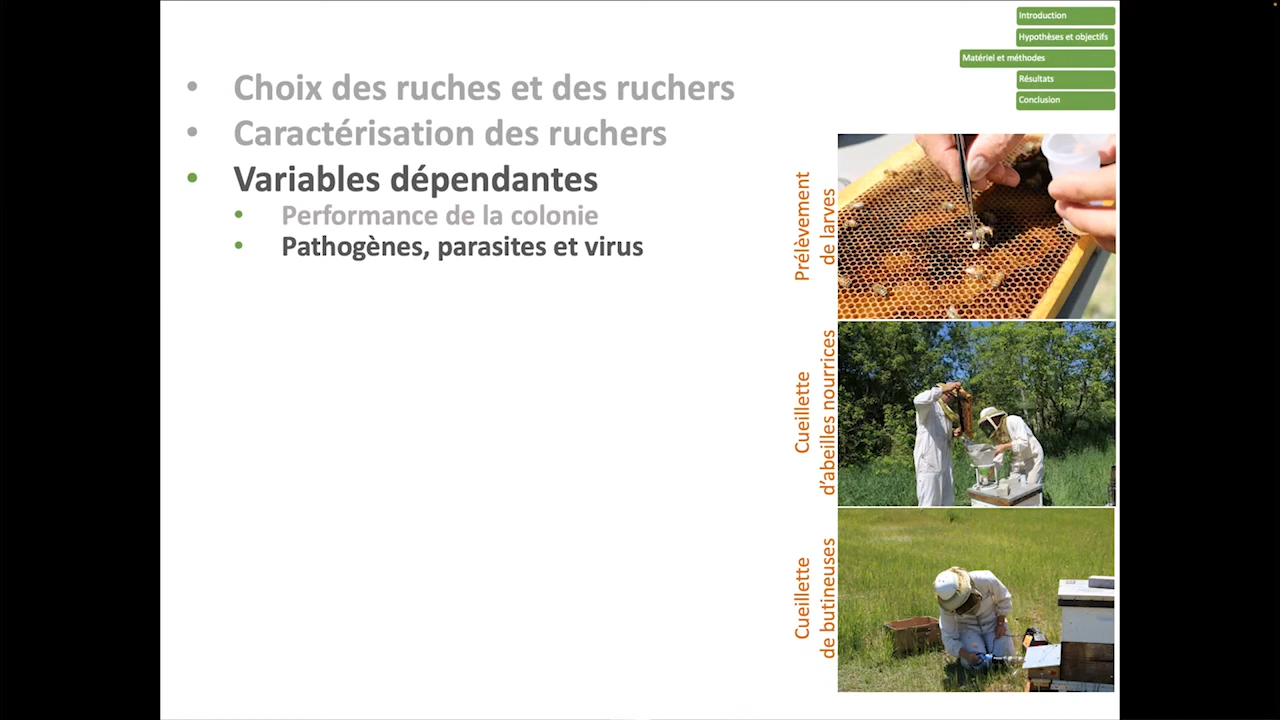 Introduction
Hypothèses et objectifs
Matériel et méthodes
Résultats
Conclusion
• Choix des ruches et des ruchers
• Caractérisation des ruchers
• Variables dépendantes
• Performance de la colonie
• Pathogènes, parasites et virus
Prélèvement
de larves
Cueillette
d'abeilles nourrices
Cueillette
de butineuses